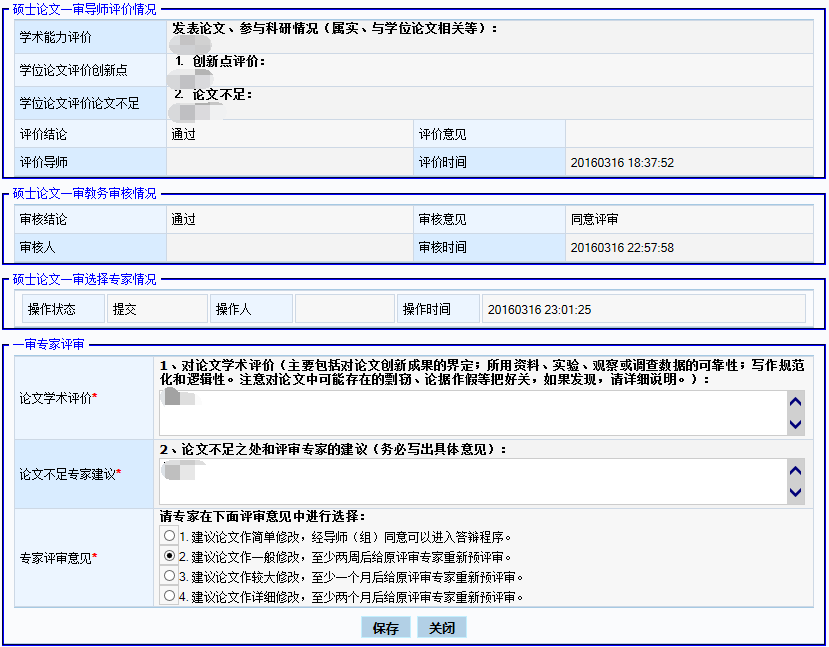 硕士论文一审导师评价情况
学术能力评价 发表论文、参与科研情况（属实、与学位论文相关等）：
学位论文评价创新点 1. 创新点评价：
学位论文评价论文不足 2. 论文不足：
评价结论 通过 评价意见
评价导师 评价时间 20160316 18:37:52
硕士论文一审教务审核情况
审核结论 通过 审核意见 同意评审
审核人 审核时间 20160316 22:57:58
硕士论文一审选择专家情况
操作状态 提交 操作人 操作时间 20160316 23:01:25
一审专家评审
论文学术评价* 1、对论文学术评价（主要包括对论文创新成果的界定；所用资料、实验、观察或调查数据的可靠性；写作规范
化和逻辑性。注意对论文中可能存在的剽窃、论据作假等把好关，如果发现，请详细说明。）：
论文不足专家建议* 2、论文不足之处和评审专家的建议（务必写出具体意见）：
专家评审意见* 请专家在下面评审意见中进行选择：
1. 建议论文作简单修改，经导师（组）同意可以进入答辩程序。
2. 建议论文作一般修改，至少两周后给原评审专家重新预评审。
3. 建议论文作较大修改，至少一个月后给原评审专家重新预评审。
4. 建议论文作详细修改，至少两个月后给原评审专家重新预评审。
保存 关闭